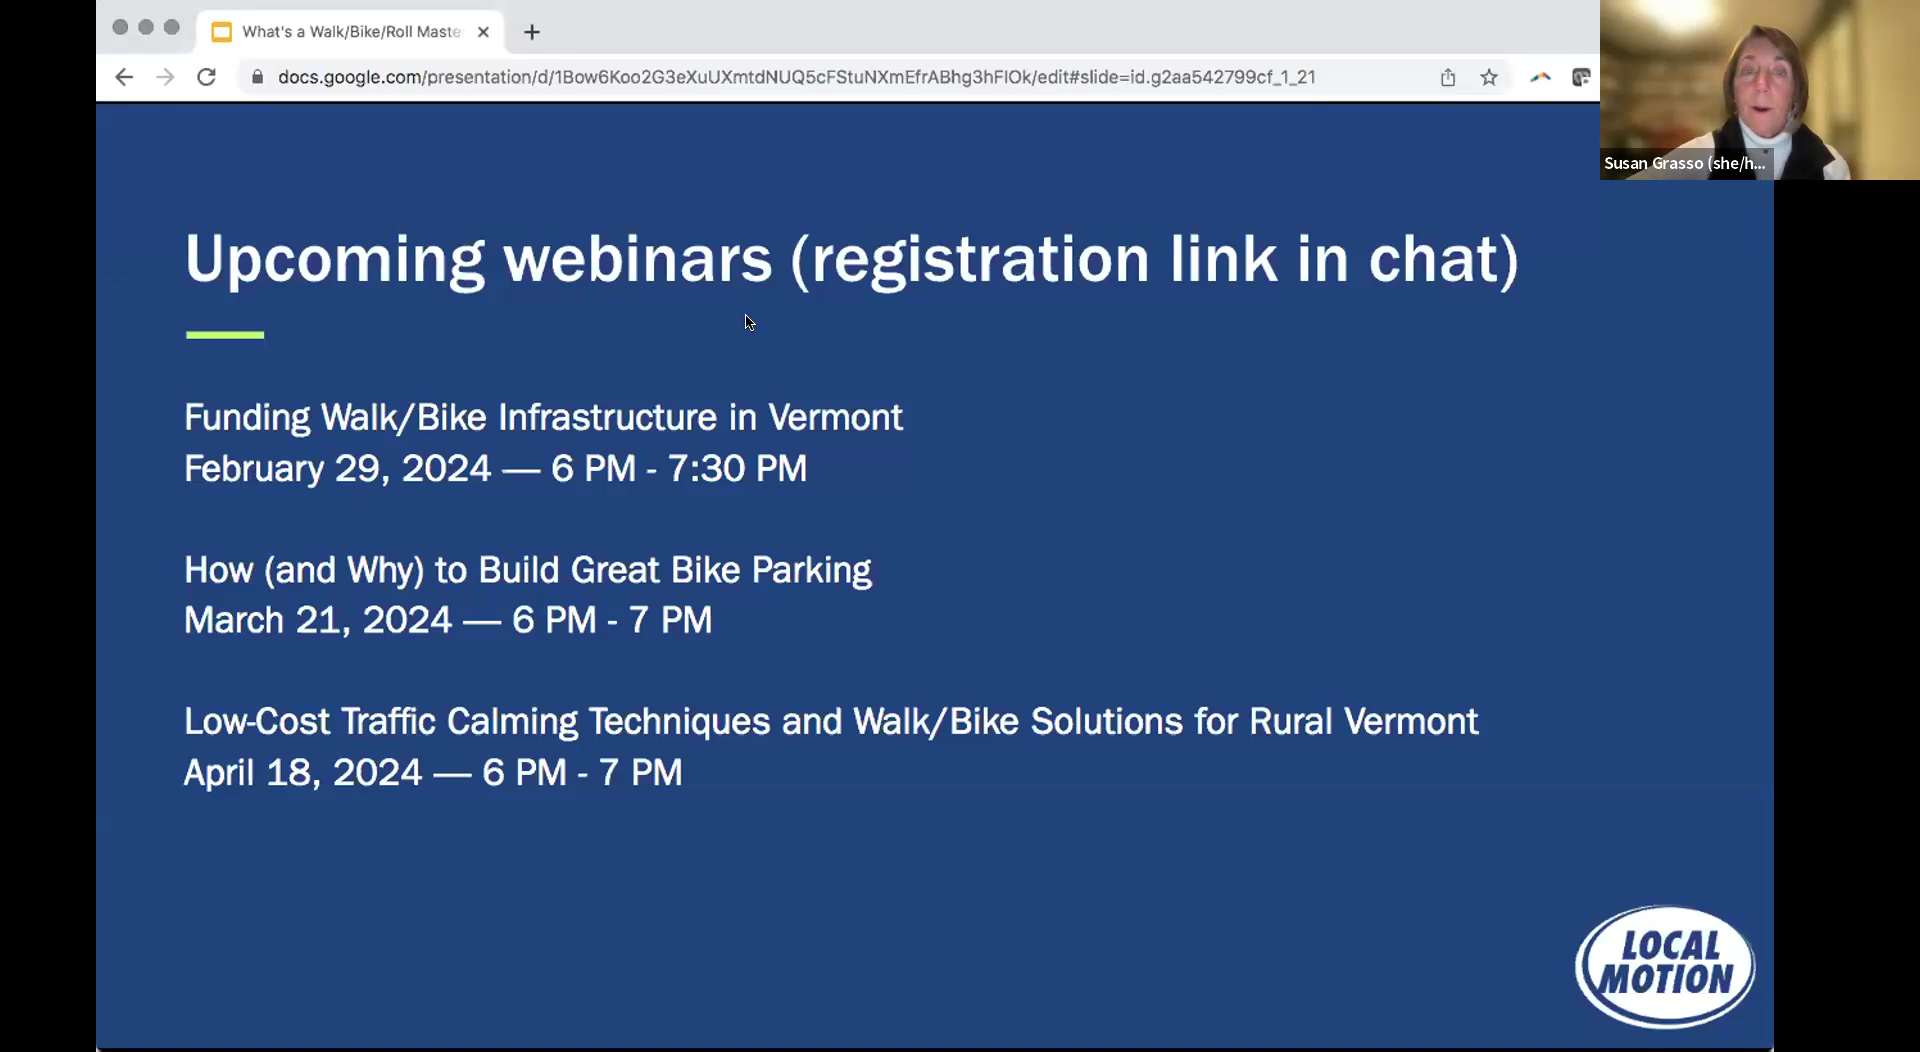 What's a Walk/Bike/Roll Maste
docs.google.com/presentation/d/1Bow6Koo2G3eXuUXmtdNUQ5cFStuNXmEfrABhg3hFIOk/edit#slide=id.g2aa542799cf_1_21
Susan Grasso (she/h...
Upcoming webinars (registration link in chat)
Funding Walk/Bike Infrastructure in Vermont
February 29, 2024 — 6 PM - 7:30 PM
How (and Why) to Build Great Bike Parking
March 21, 2024 — 6 PM - 7 PM
Low-Cost Traffic Calming Techniques and Walk/Bike Solutions for Rural Vermont
April 18, 2024 — 6 PM - 7 PM
LOCAL
MOTION